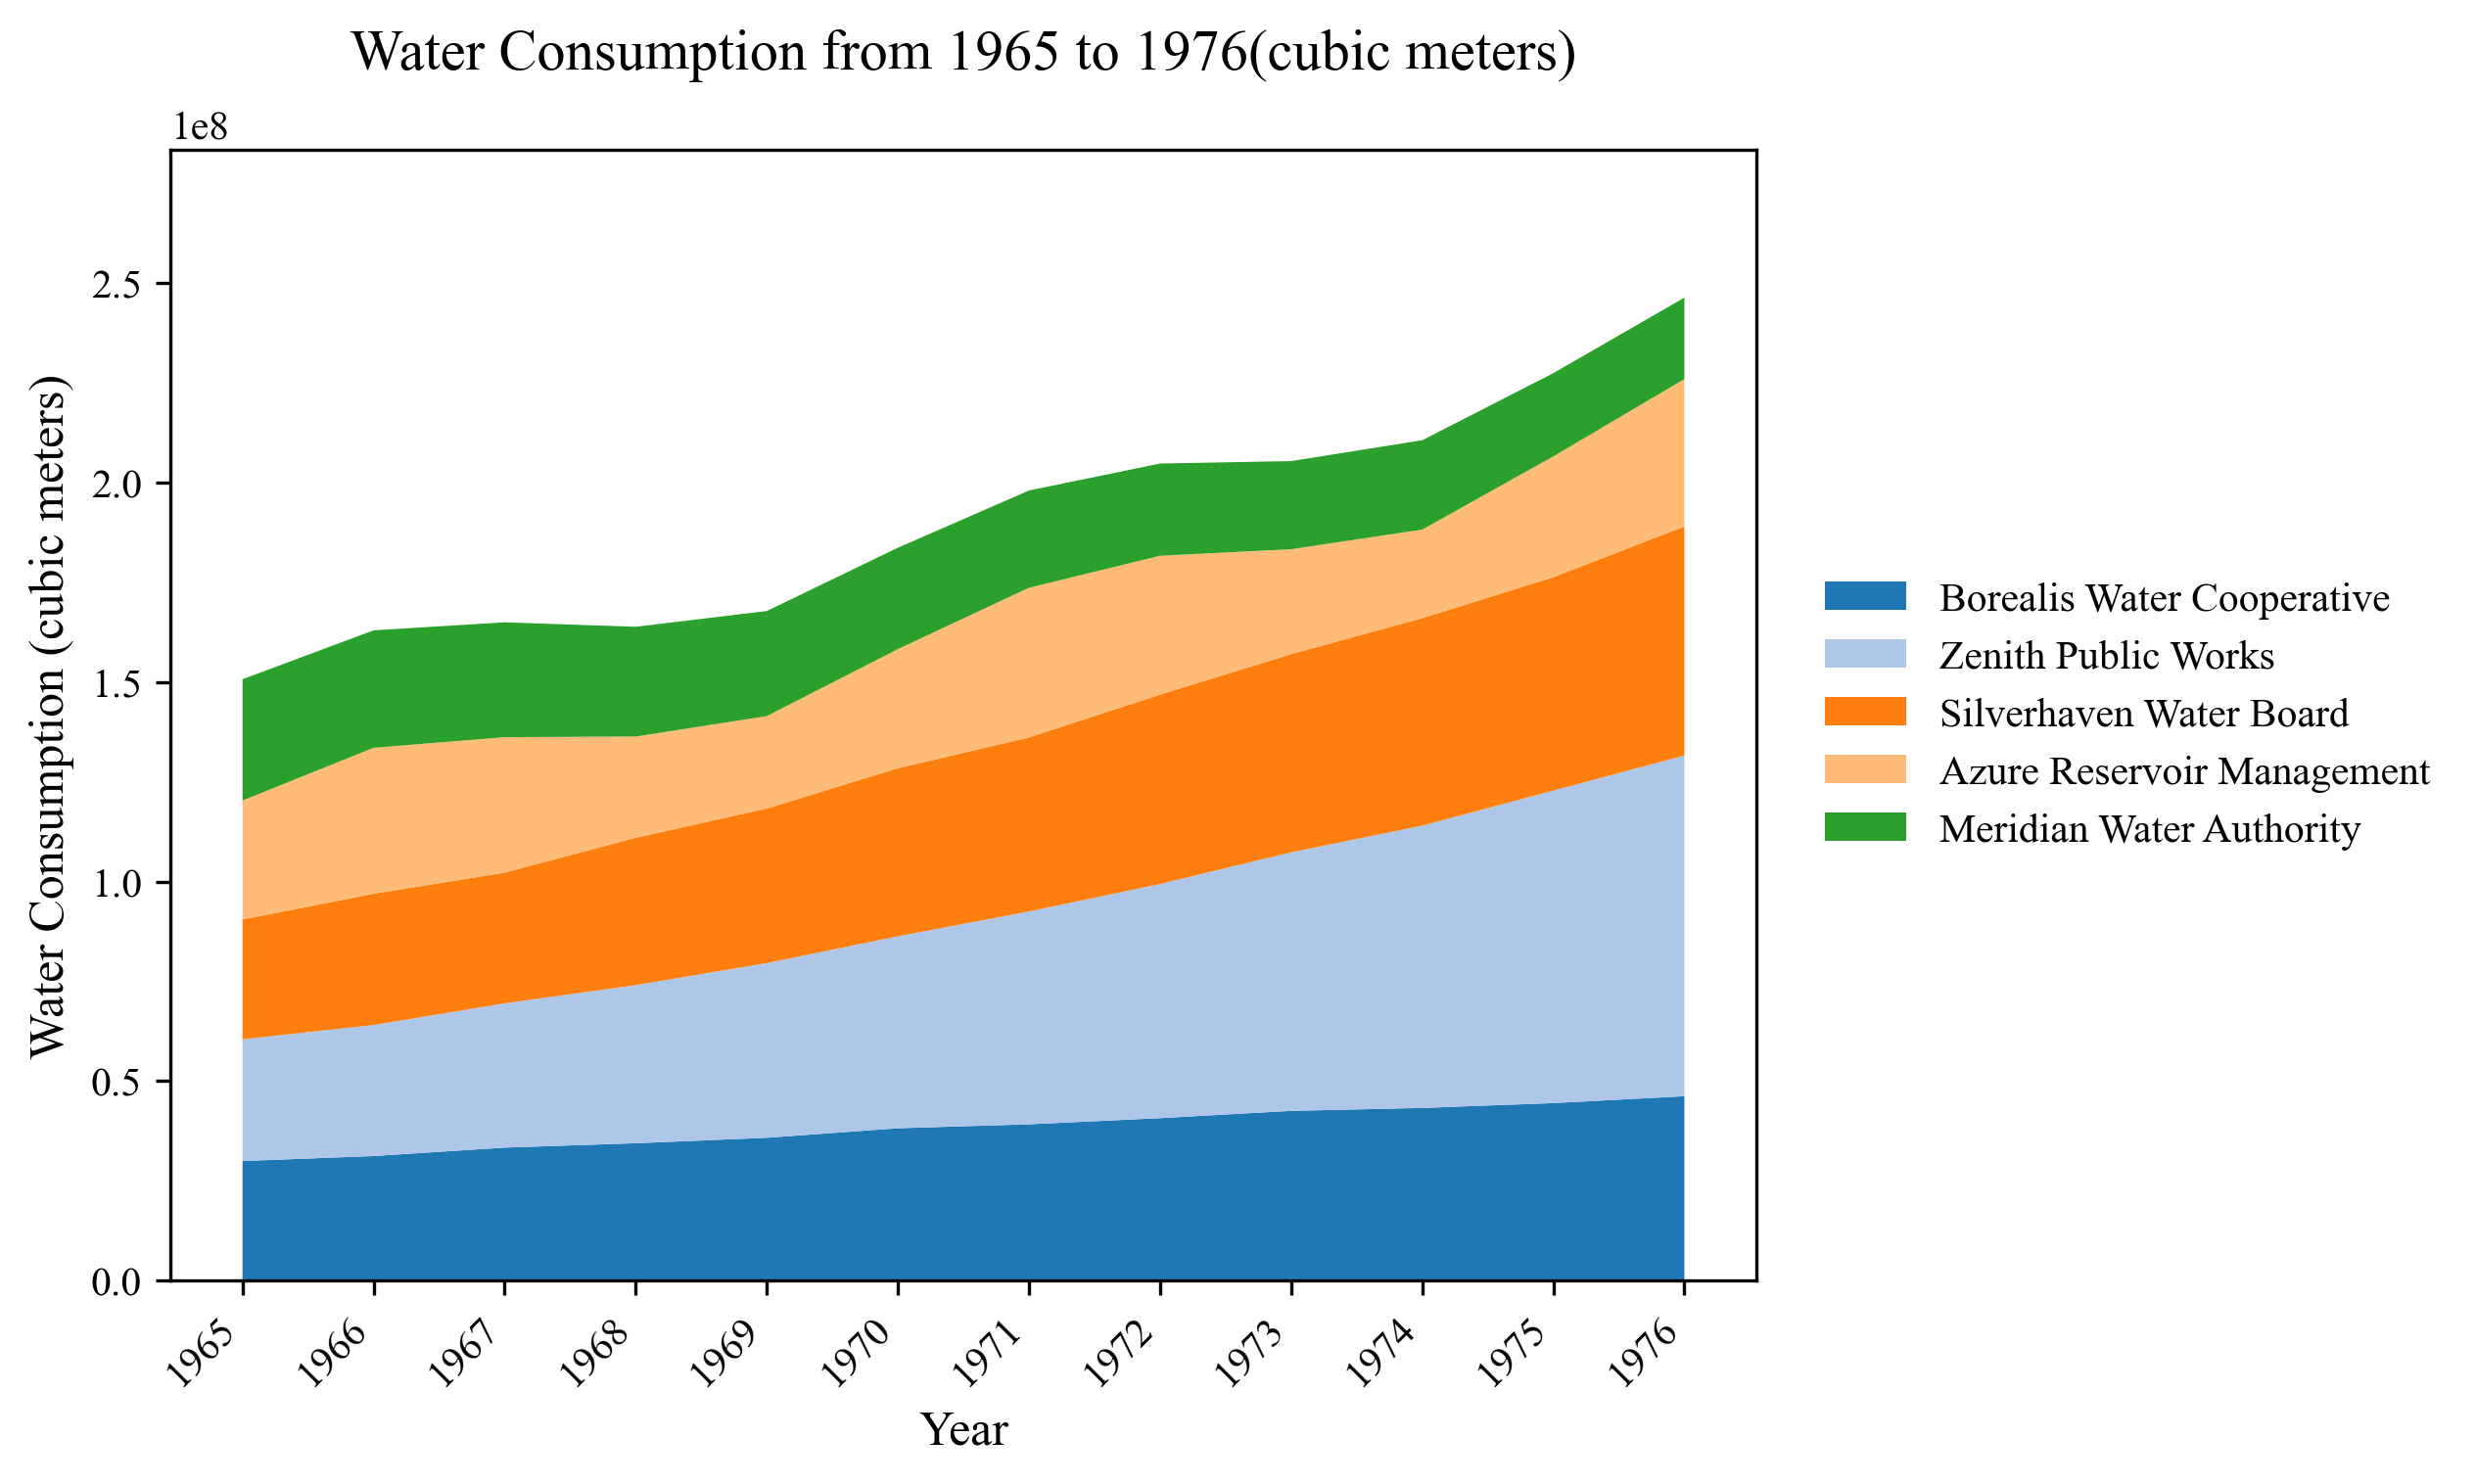 Water Consumption from 1965 to 1976(cubic meters)
1e8
Water Consumption (cubic meters)
2.5
2.0
1.5
1.0
0.5
0.0
1965 1966 1967 1968 1969 1970 1971 1972 1973 1974 1975 1976
Year
Borealis Water Cooperative
Zenith Public Works
Silverhaven Water Board
Azure Reservoir Management
Meridian Water Authority